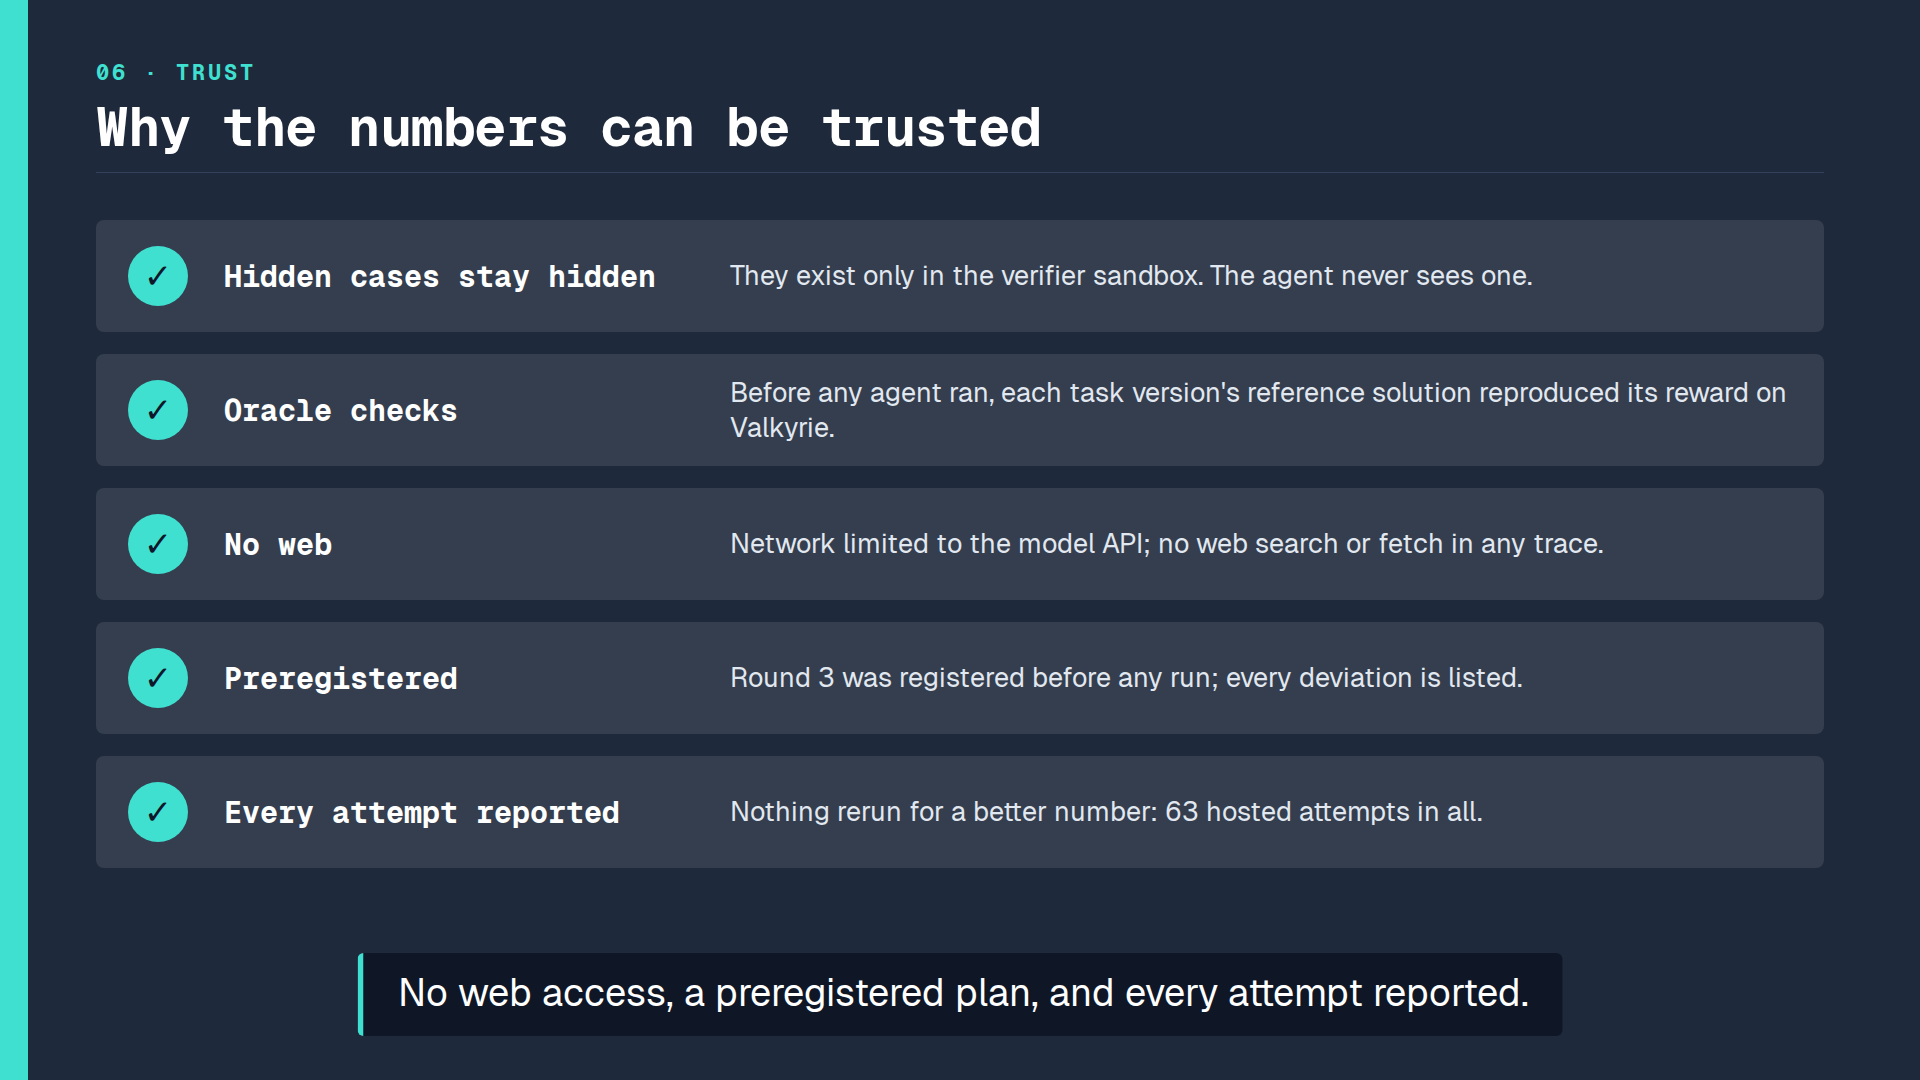 06 · TRUST
Why the numbers can be trusted
✓ Hidden cases stay hidden They exist only in the verifier sandbox. The agent never sees one.
✓ Oracle checks Before any agent ran, each task version's reference solution reproduced its reward on
Valkyrie.
✓ No web Network limited to the model API; no web search or fetch in any trace.
✓ Preregistered Round 3 was registered before any run; every deviation is listed.
✓ Every attempt reported Nothing rerun for a better number: 63 hosted attempts in all.
No web access, a preregistered plan, and every attempt reported.